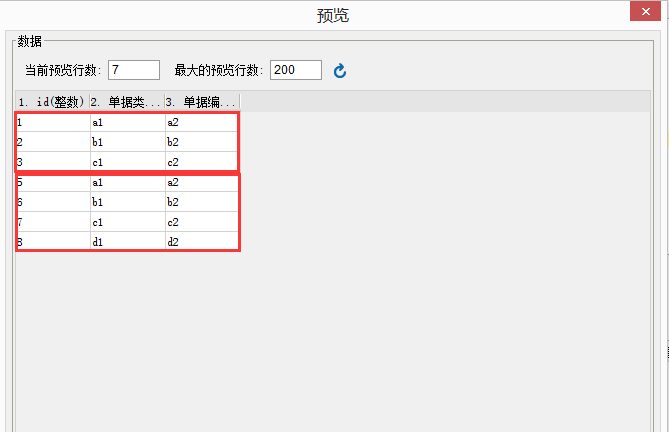 预览
数据
当前预览行数: 7 最大的预览行数: 200
1. id(整数) 2. 单据类... 3. 单据编...
1 a1 a2
2 b1 b2
3 c1 c2
5 a1 a2
6 b1 b2
7 c1 c2
8 d1 d2